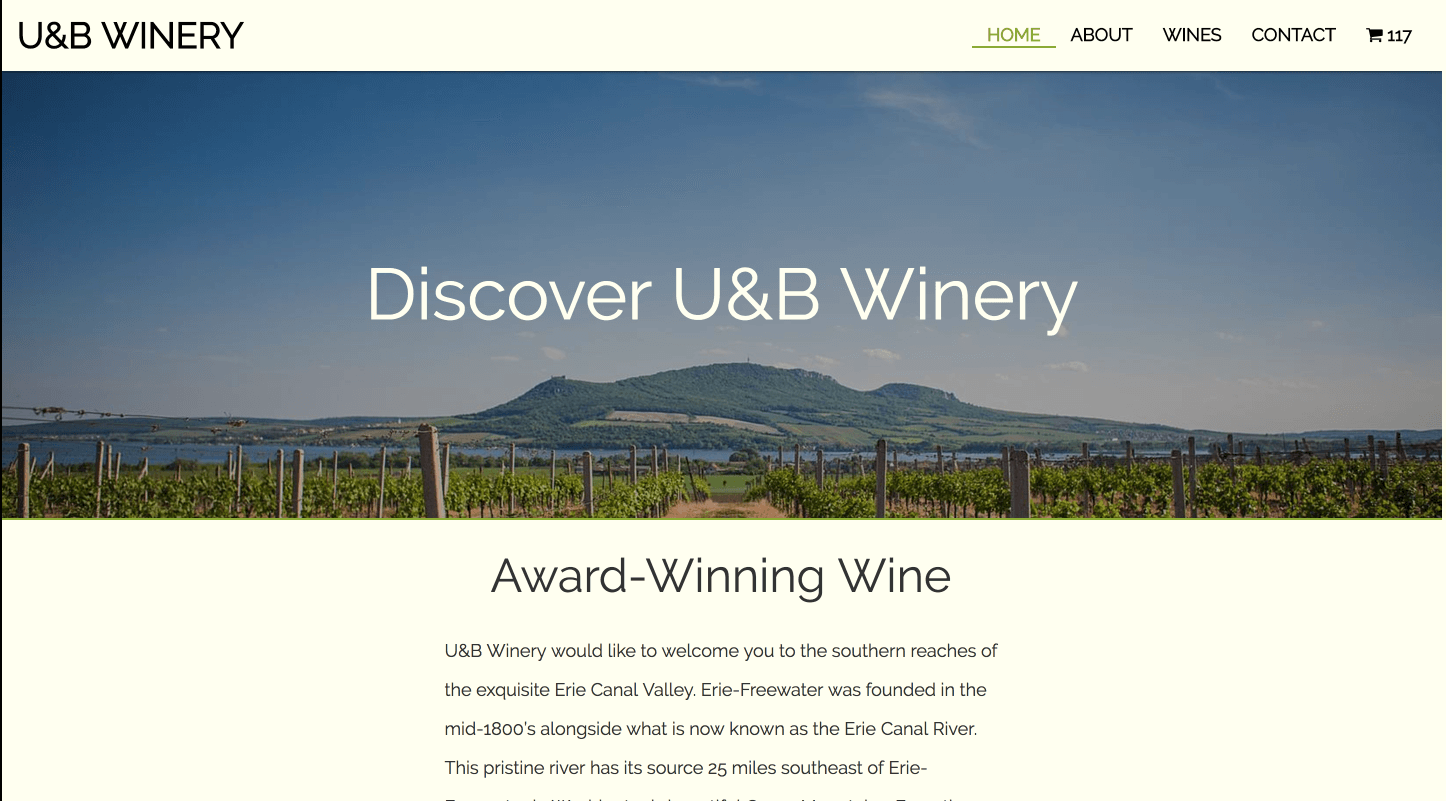 U&B WINERY
HOME ABOUT WINES CONTACT 117
Discover U&B Winery
Award-Winning Wine
U&B Winery would like to welcome you to the southern reaches of
the exquisite Erie Canal Valley. Erie-Freewater was founded in the
mid-1800's alongside what is now known as the Erie Canal River.
This pristine river has its source 25 miles southeast of Erie-